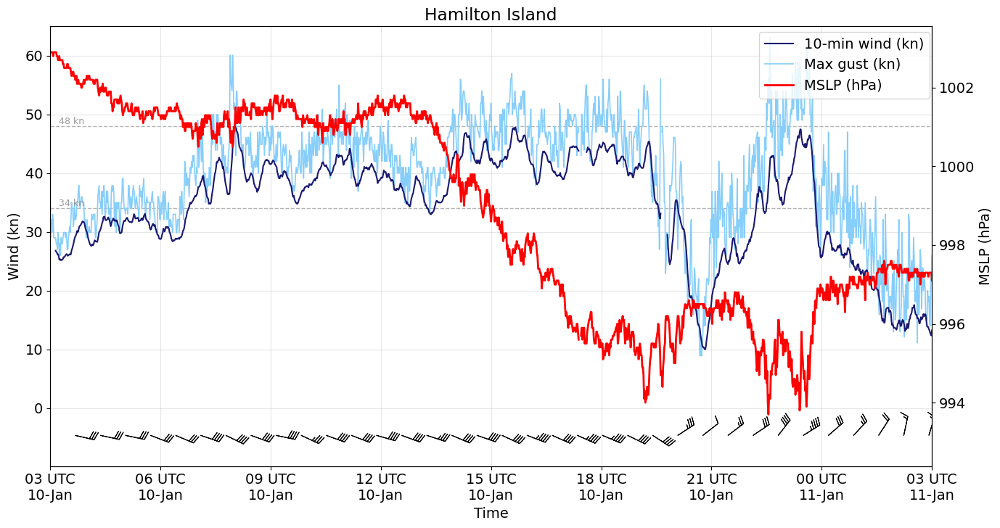 Hamilton Island
10-min wind (kn)
Max gust (kn)
MSLP (hPa)
60
50
40
30
20
10
0
Wind (kn)
48 kn
34 kn
1002
1000
998
996
994
MSLP (hPa)
03 UTC
10-Jan
06 UTC
10-Jan
09 UTC
10-Jan
12 UTC
10-Jan
15 UTC
10-Jan
18 UTC
10-Jan
21 UTC
10-Jan
00 UTC
11-Jan
03 UTC
11-Jan
Time